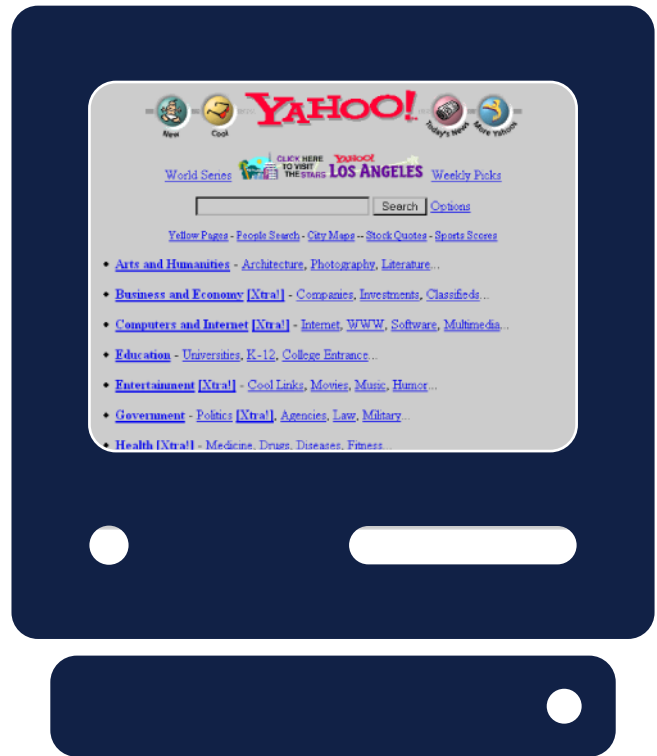 New
Cool
YAHOO!
Today's News
More Yahoos
World Series
CLICK HERE
TO VISIT
THE STARS
YAHOO!
LOS ANGELES
Weekly Picks
Search
Options
Yellow Pages - People Search - City Maps -- Stock Quotes - Sports Scores
• Arts and Humanities - Architecture, Photography, Literature...
• Business and Economy [Xtra!] - Companies, Investments, Classifieds...
• Computers and Internet [Xtra!] - Internet, WWW, Software, Multimedia...
• Education - Universities, K-12, College Entrance...
• Entertainment [Xtra!] - Cool Links, Movies, Music, Humor...
• Government - Politics [Xtra!], Agencies, Law, Military...
• Health [Xtra!] - Medicine, Drugs, Diseases, Fitness...